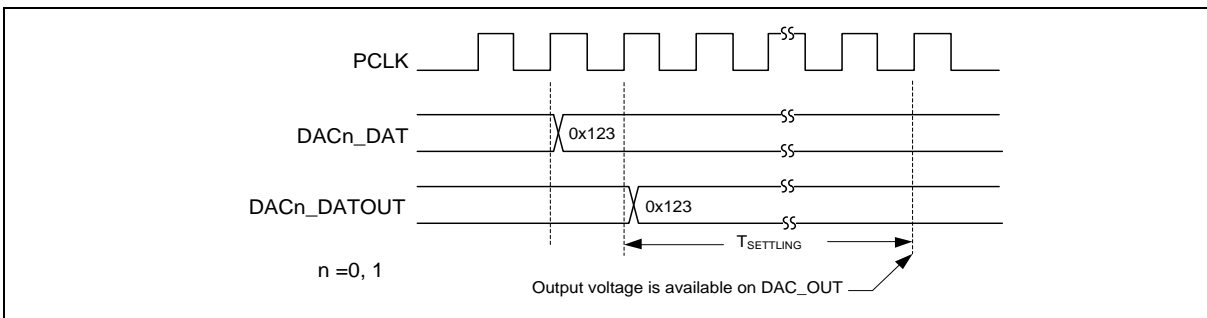 PCLK
DACn_DAT
0x123
DACn_DATOUT
0x123
TSETTLING
n =0, 1
Output voltage is available on DAC_OUT